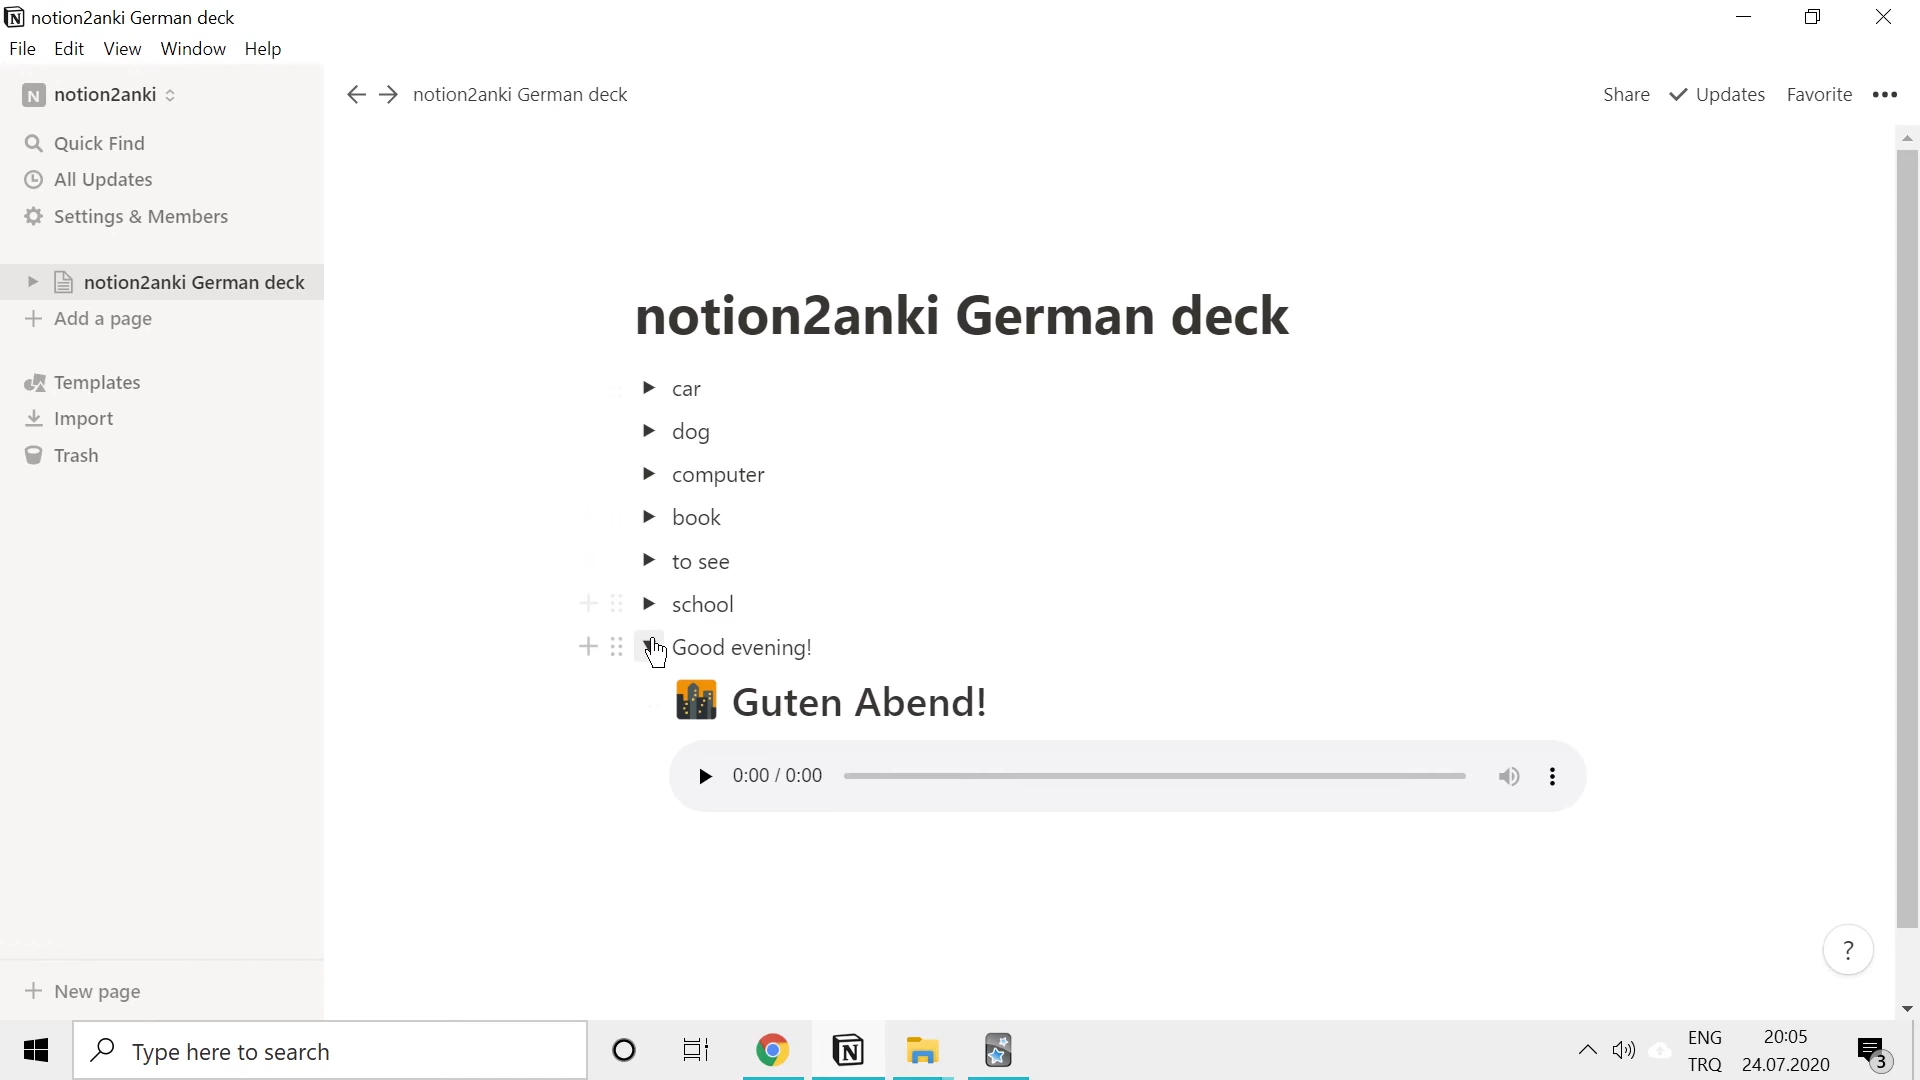 notion2anki German deck
File Edit View Window Help
N notion2anki
notion2anki German deck
Share Updates Favorite
Quick Find
All Updates
Settings & Members
notion2anki German deck
Add a page
Templates
Import
Trash
notion2anki German deck
car
dog
computer
book
to see
school
Good evening!
Guten Abend!
0:00 / 0:00
?
New page
Type here to search
ENG
TRQ
20:05
24.07.2020
3